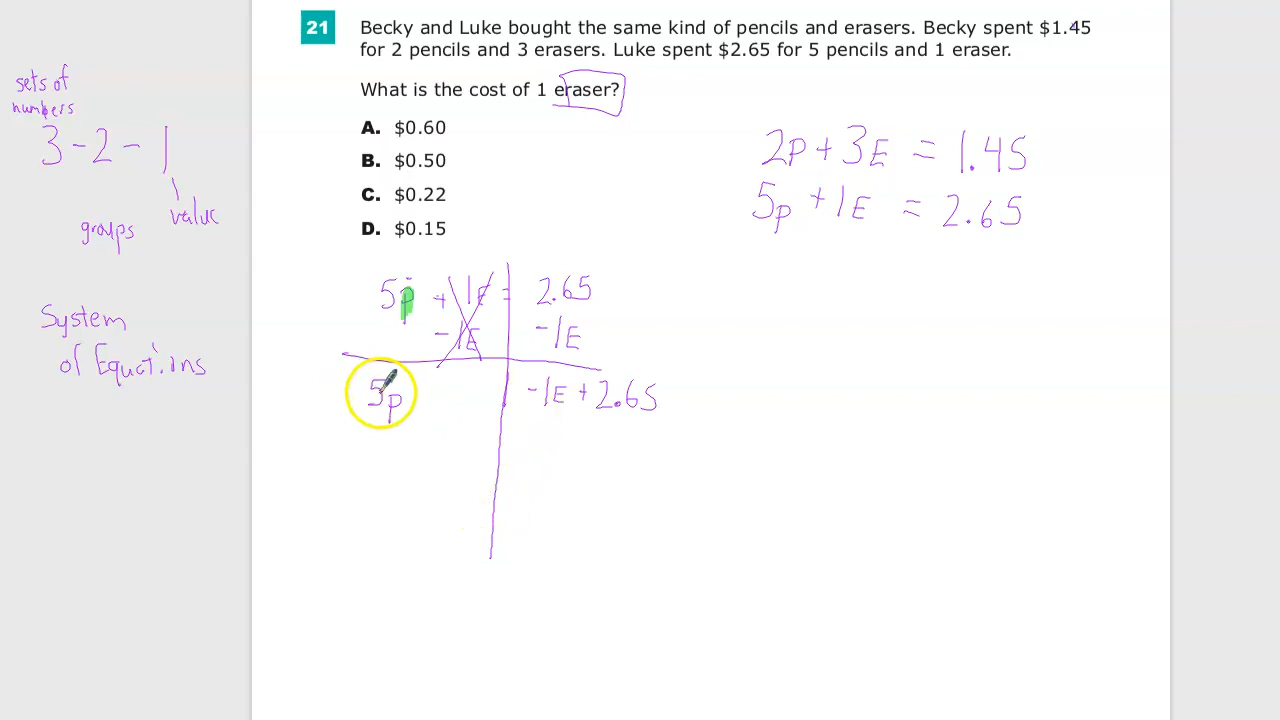 21 Becky and Luke bought the same kind of pencils and erasers. Becky spent $1.45
for 2 pencils and 3 erasers. Luke spent $2.65 for 5 pencils and 1 eraser.
What is the cost of 1 eraser?
A. $0.60
B. $0.50
C. $0.22
D. $0.15
sets of
numbers
3 - 2 - 1
value
groups
System
of Equations
2P + 3E = 1.45
5p + 1E = 2.65
5p + 1E = 2.65
- 1E - 1E
5p - 1E + 2.65